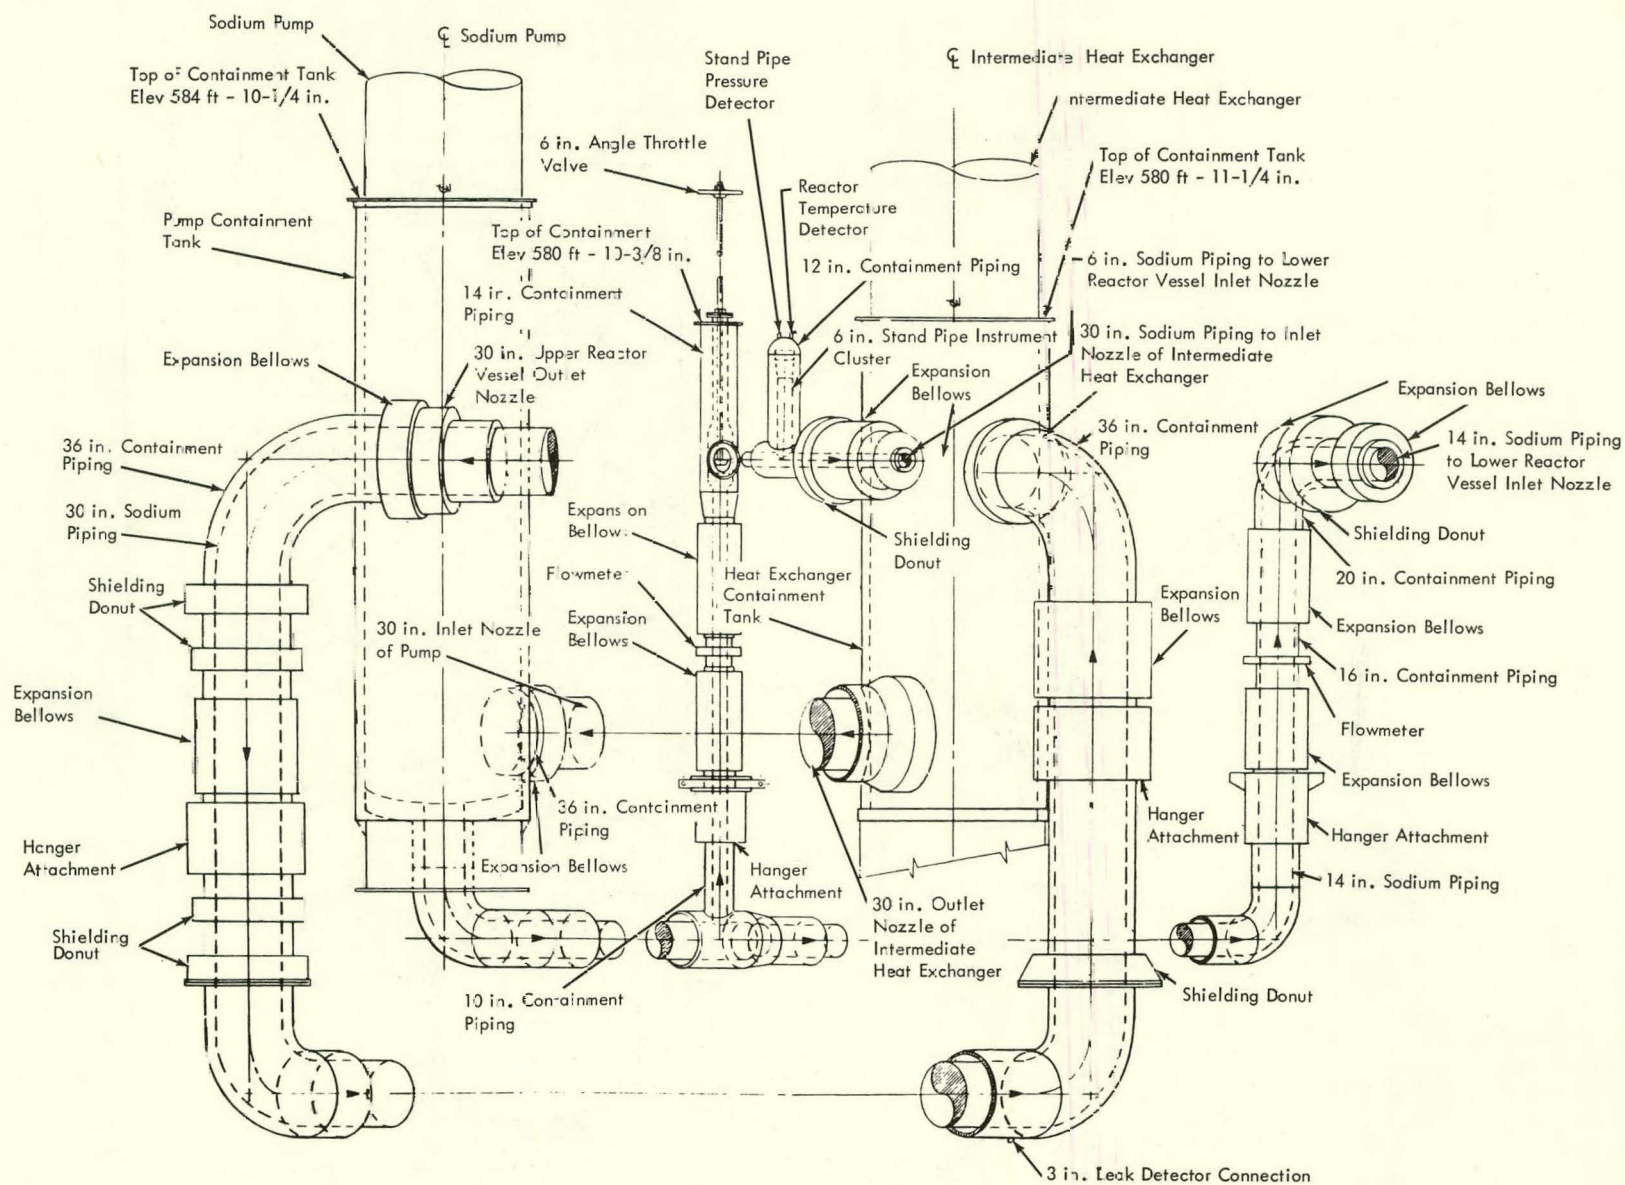 Sodium Pump
℄ Sodium Pump
Top of Containment Tank
Elev 584 ft - 10-1/4 in.
Stand Pipe
Pressure
Detector
℄ Intermediate Heat Exchanger
Intermediate Heat Exchanger
6 in. Angle Throttle
Valve
Top of Containment Tank
Elev 580 ft - 11-1/4 in.
Reactor
Temperature
Detector
Pump Containment
Tank
Top of Containment
Elev 580 ft - 10-3/8 in.
12 in. Containment Piping
6 in. Sodium Piping to Lower
Reactor Vessel Inlet Nozzle
14 in. Containment
Piping
6 in. Stand Pipe Instrument
Cluster
30 in. Sodium Piping to Inlet
Nozzle of Intermediate
Heat Exchanger
Expansion Bellows
30 in. Upper Reactor
Vessel Outlet
Nozzle
Expansion
Bellows
Expansion Bellows
36 in. Containment
Piping
36 in. Containment
Piping
14 in. Sodium Piping
to Lower Reactor
Vessel Inlet Nozzle
30 in. Sodium
Piping
Expansion
Bellows
Shielding
Donut
Shielding Donut
20 in. Containment Piping
Shielding
Donut
Flowmeter
Heat Exchanger
Containment
Tank
Expansion
Bellows
Expansion
Bellows
Expansion Bellows
30 in. Inlet Nozzle
of Pump
16 in. Containment Piping
Expansion
Bellows
Flowmeter
Expansion Bellows
36 in. Containment
Piping
Hanger
Attachment
Hanger Attachment
Hanger
Attachment
Expansion Bellows
Hanger
Attachment
14 in. Sodium Piping
30 in. Outlet
Nozzle of
Intermediate
Heat Exchanger
Shielding
Donut
10 in. Containment
Piping
Shielding Donut
3 in. Leak Detector Connection